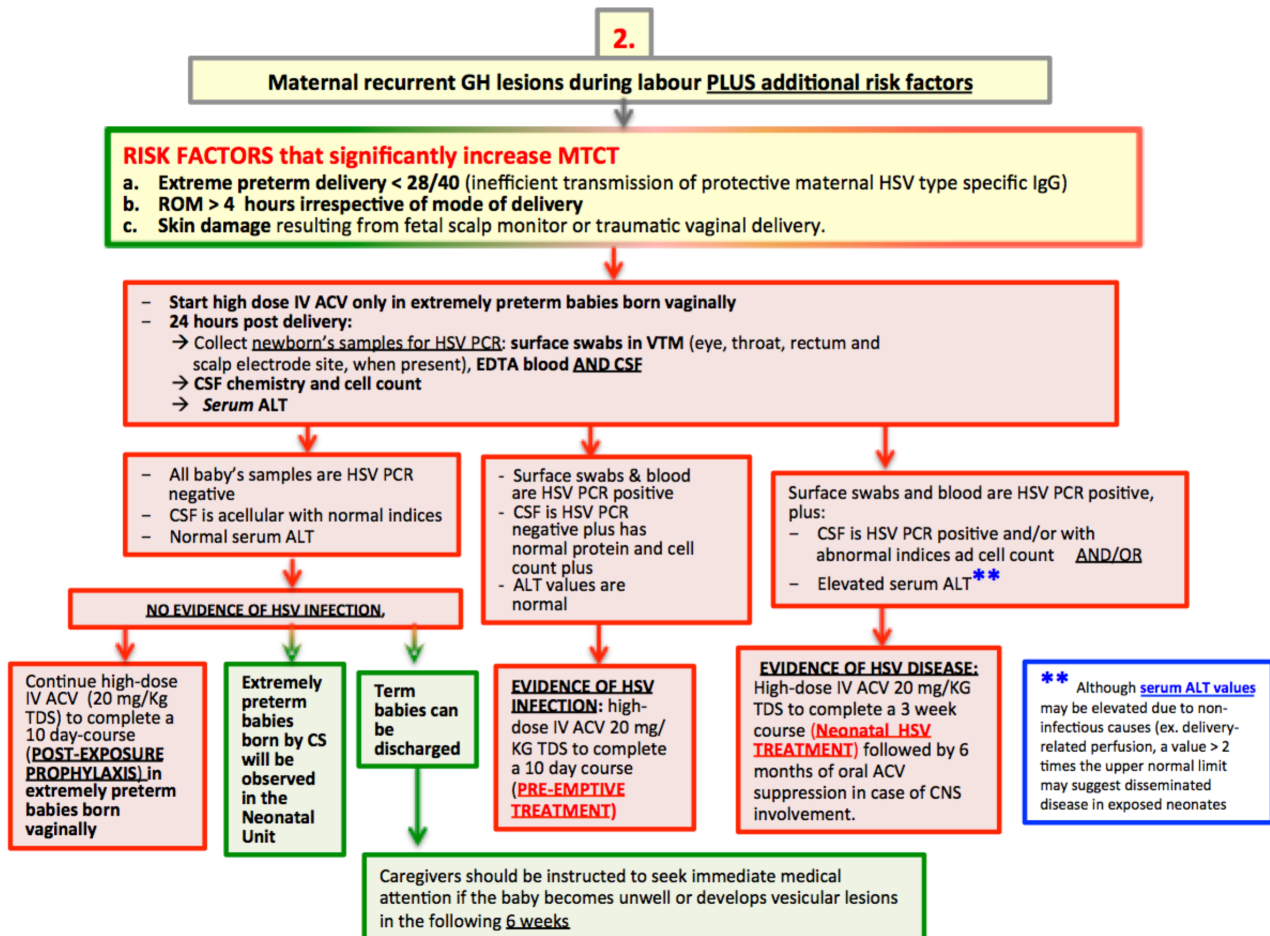 2.
Maternal recurrent GH lesions during labour PLUS additional risk factors
RISK FACTORS that significantly increase MTCT
a. Extreme preterm delivery < 28/40 (inefficient transmission of protective maternal HSV type specific IgG)
b. ROM > 4 hours irrespective of mode of delivery
c. Skin damage resulting from fetal scalp monitor or traumatic vaginal delivery.
– Start high dose IV ACV only in extremely preterm babies born vaginally
– 24 hours post delivery:
→ Collect newborn's samples for HSV PCR: surface swabs in VTM (eye, throat, rectum and
scalp electrode site, when present), EDTA blood AND CSF
→ CSF chemistry and cell count
→ Serum ALT
– All baby's samples are HSV PCR
negative
– CSF is acellular with normal indices
– Normal serum ALT
- Surface swabs & blood
are HSV PCR positive
- CSF is HSV PCR
negative plus has
normal protein and cell
count plus
- ALT values are
normal
Surface swabs and blood are HSV PCR positive,
plus:
– CSF is HSV PCR positive and/or with
abnormal indices ad cell count AND/OR
– Elevated serum ALT**
NO EVIDENCE OF HSV INFECTION,
Continue high-dose
IV ACV (20 mg/Kg
TDS) to complete a
10 day-course
(POST-EXPOSURE
PROPHYLAXIS) in
extremely preterm
babies born
vaginally
Extremely
preterm
babies
born by CS
will be
observed
in the
Neonatal
Unit
Term
babies can
be
discharged
EVIDENCE OF HSV
INFECTION: high-
dose IV ACV 20 mg/
KG TDS to complete
a 10 day course
(PRE-EMPTIVE
TREATMENT)
EVIDENCE OF HSV DISEASE:
High-dose IV ACV 20 mg/KG
TDS to complete a 3 week
course (Neonatal HSV
TREATMENT) followed by 6
months of oral ACV
suppression in case of CNS
involvement.
** Although serum ALT values
may be elevated due to non-
infectious causes (ex. delivery-
related perfusion, a value > 2
times the upper normal limit
may suggest disseminated
disease in exposed neonates
Caregivers should be instructed to seek immediate medical
attention if the baby becomes unwell or develops vesicular lesions
in the following 6 weeks